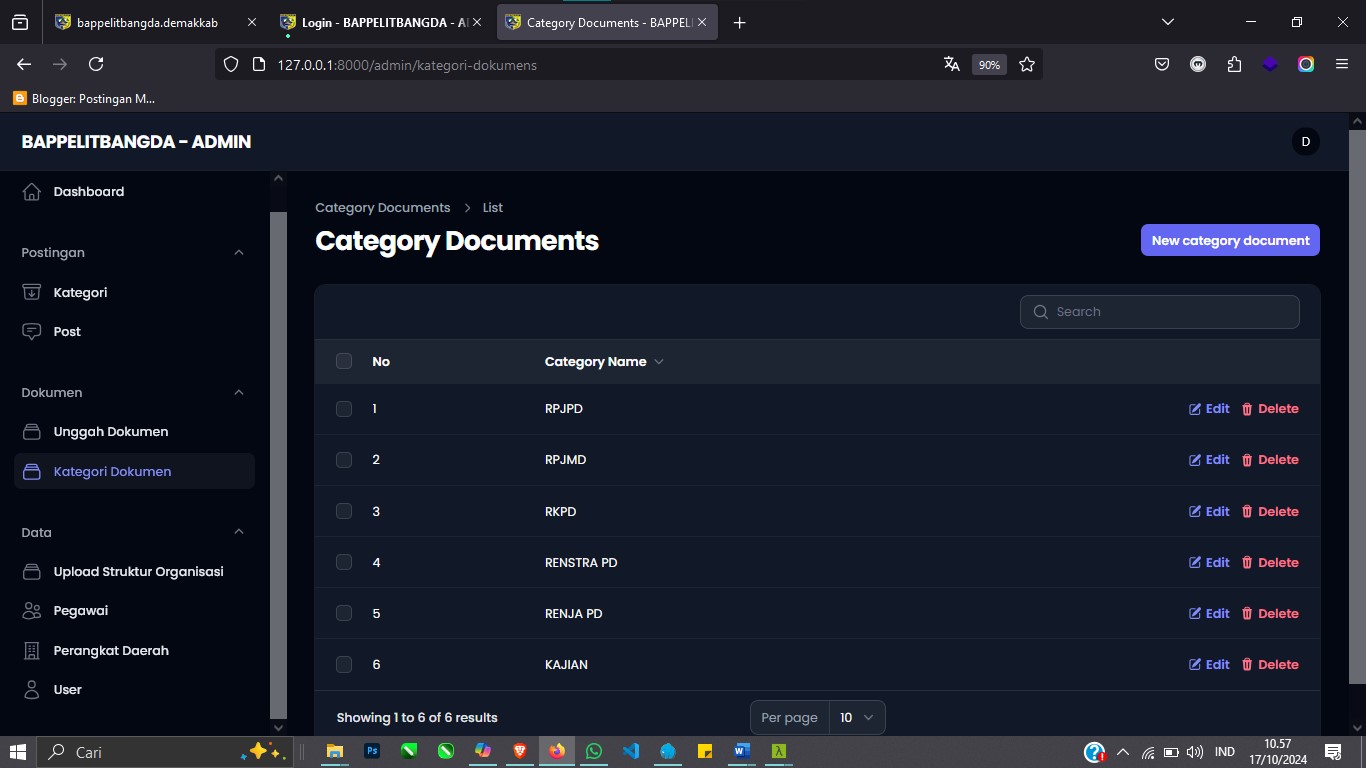 bappelitbangda.demakkab
Login - BAPPELITBANGDA - A
Category Documents - BAPPEL
127.0.0.1:8000/admin/kategori-dokumens
90%
Blogger: Postingan M...
BAPPELITBANGDA - ADMIN
D
Dashboard
Postingan
Kategori
Post
Dokumen
Unggah Dokumen
Kategori Dokumen
Data
Upload Struktur Organisasi
Pegawai
Perangkat Daerah
User
Category Documents > List
Category Documents
New category document
Search
No Category Name
1 RPJPD Edit Delete
2 RPJMD Edit Delete
3 RKPD Edit Delete
4 RENSTRA PD Edit Delete
5 RENJA PD Edit Delete
6 KAJIAN Edit Delete
Showing 1 to 6 of 6 results
Per page 10
Cari
Ps
IND
10.57
17/10/2024